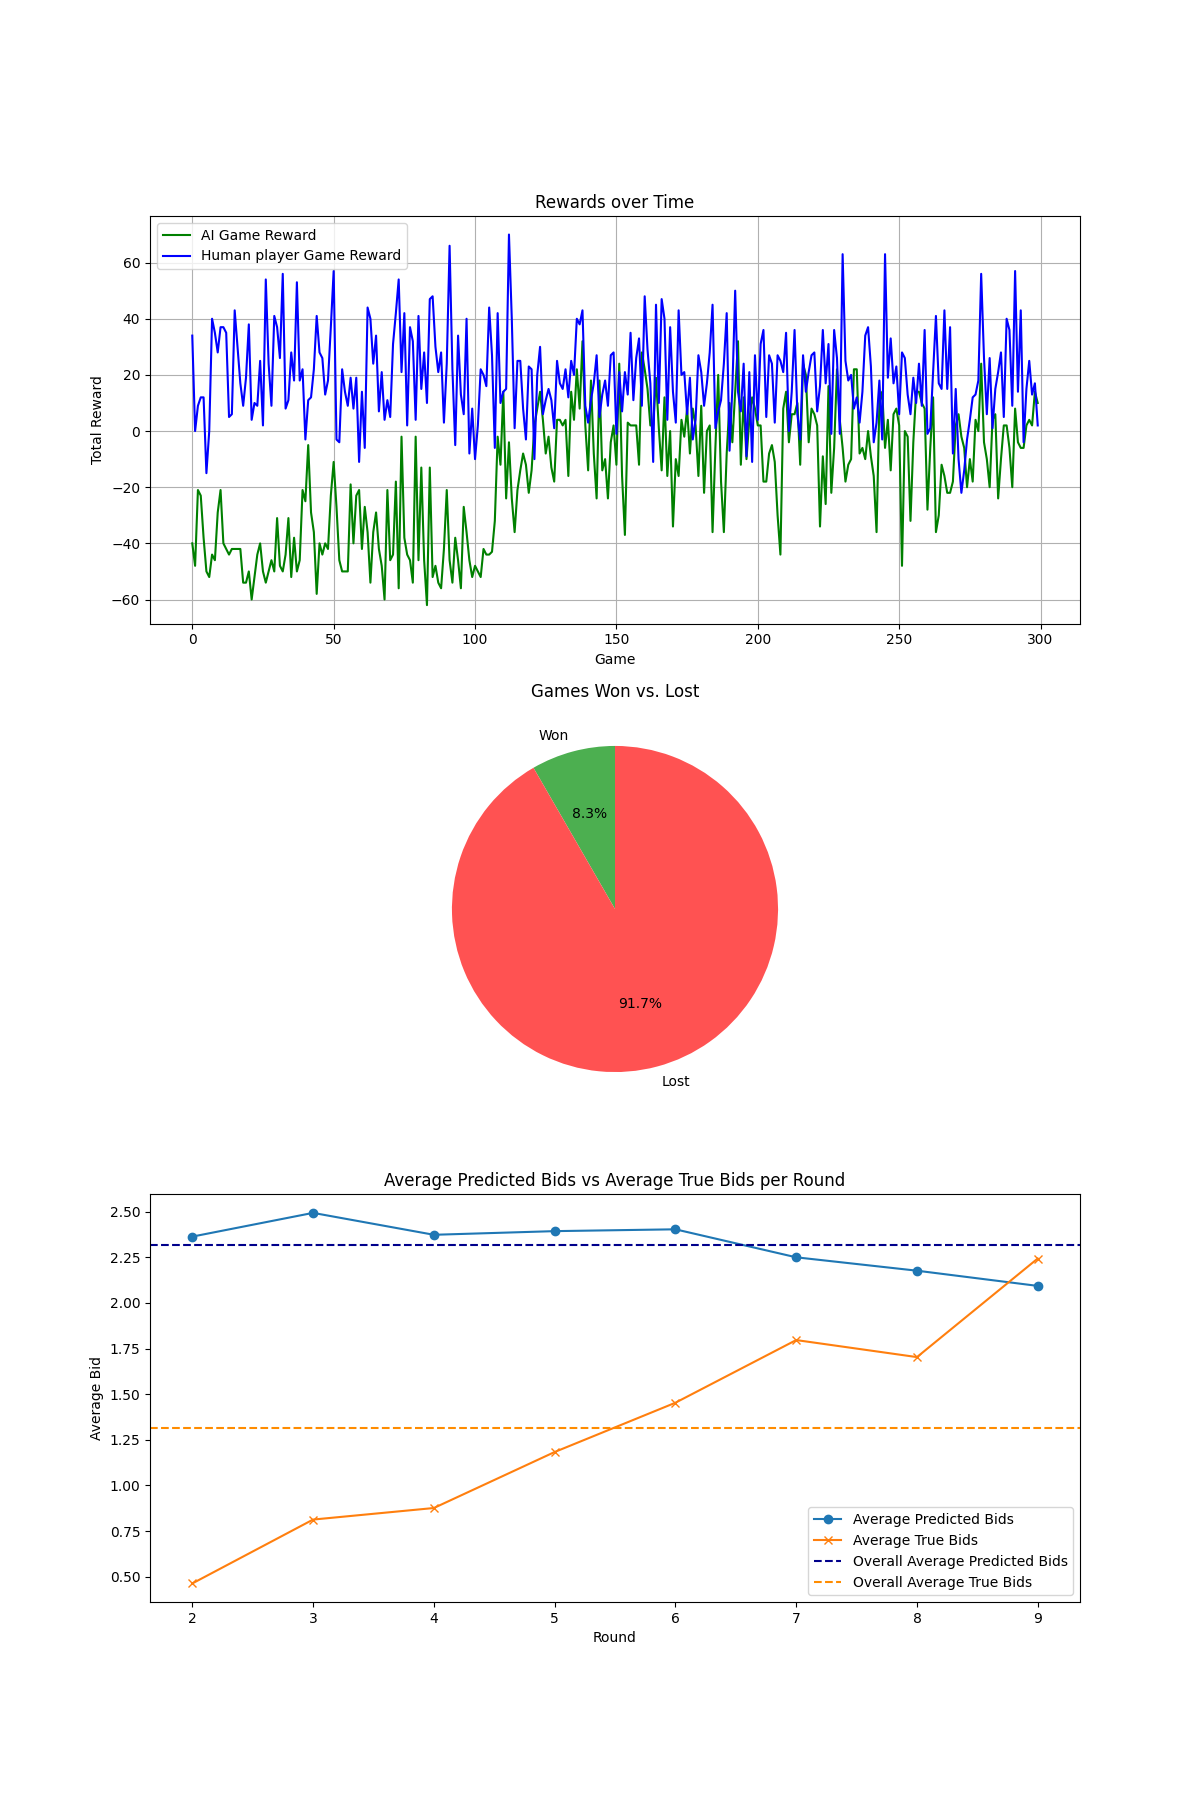 Rewards over Time
AI Game Reward
Human player Game Reward
Total Reward
60
40
20
0
−20
−40
−60
0 50 100 150 200 250 300
Game
Games Won vs. Lost
Won
8.3%
91.7%
Lost
Average Predicted Bids vs Average True Bids per Round
Average Bid
2.50
2.25
2.00
1.75
1.50
1.25
1.00
0.75
0.50
Average Predicted Bids
Average True Bids
Overall Average Predicted Bids
Overall Average True Bids
2 3 4 5 6 7 8 9
Round